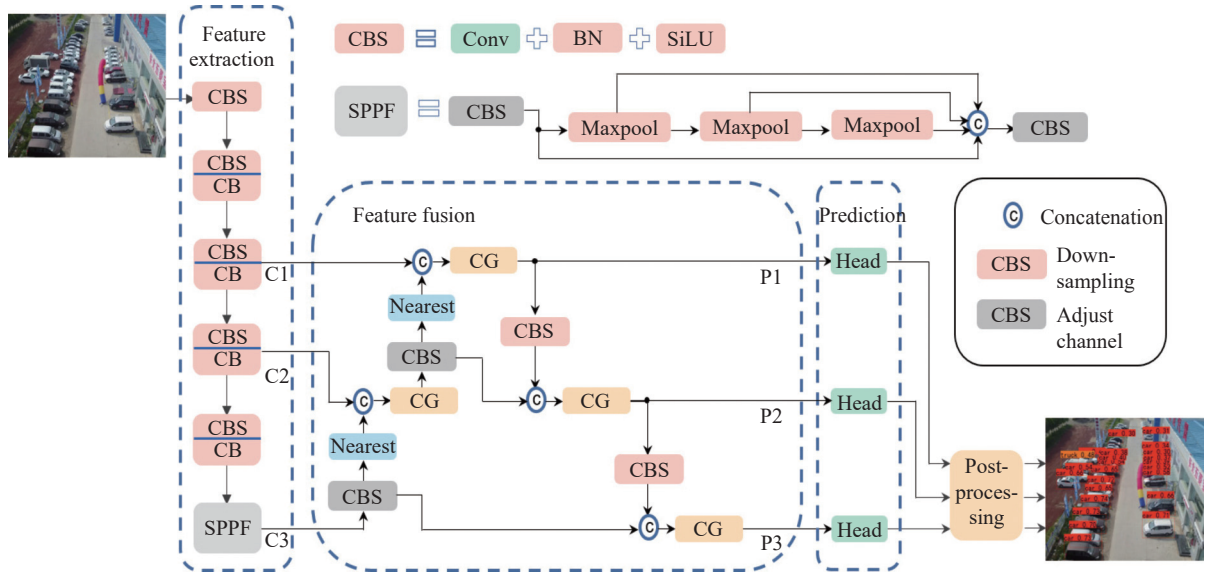 Feature
extraction
CBS = Conv + BN + SiLU
SPPF = CBS
Maxpool
Maxpool
Maxpool
C
CBS
CBS
CBS
CB
CBS
CB
C1
CBS
CB
C2
CBS
CB
SPPF
C3
Feature fusion
C
CG
P1
Nearest
CBS
CBS
C
CG
C
CG
P2
Nearest
CBS
CBS
C
CG
P3
Prediction
Head
Head
Head
Post-
proces-
sing
C
Concatenation
CBS
Down-
sampling
CBS
Adjust
channel